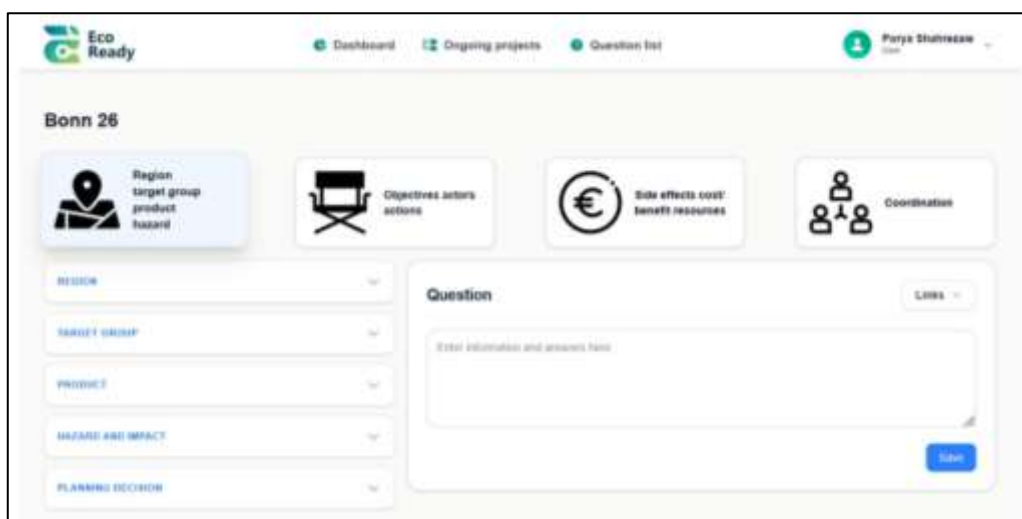 Eco
Ready
Dashboard
Ongoing projects
Question list
User
Bonn 26
Region
target group
product
hazard
Objectives actors
actions
Side effects cost/
benefit resources
Coordination
REGION
TARGET GROUP
PRODUCT
HAZARD AND IMPACT
PLANNING DECISION
Question
Links
Enter information and answers here
Save